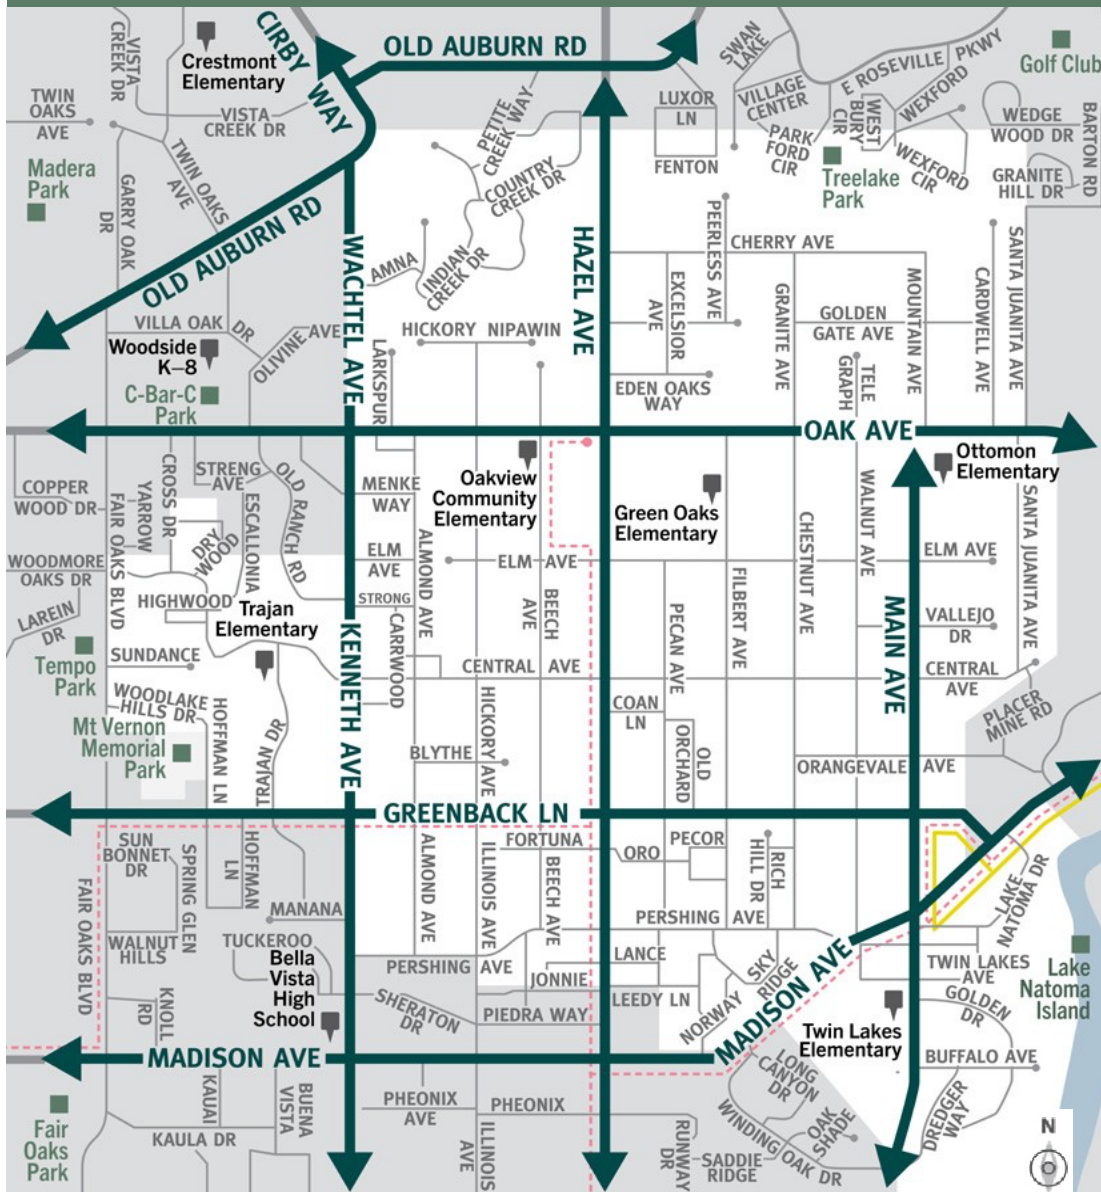 CIRBY
WAY
OLD AUBURN RD
Crestmont
Elementary
VISTA
CREEK DR
SWAN
LAKE
E ROSEVILLE
PKWY
Golf Club
TWIN
OAKS
AVE
VISTA
CREEK DR
PETITE
CREEK WAY
LUXOR
LN
VILLAGE
CENTER
WEST
BURY
CIR
WEXFORD
WEDGE
WOOD DR
BARTON RD
Madera
Park
TWIN OAKS
AVE
GARRY OAK
DR
COUNTRY
CREEK DR
FENTON
PARK
FORD
CIR
Treelake
Park
WEXFORD
CIR
GRANITE
HILL DR
OLD AUBURN RD
WACHTEL AVE
AMNA
INDIAN
CREEK DR
HAZEL AVE
PEERLESS AVE
CHERRY AVE
EXCELSIOR
AVE
GRANITE AVE
MOUNTAIN AVE
CARDWELL AVE
SANTA JUANITA AVE
VILLA OAK
DR
OLIVINE AVE
HICKORY
NIPAWIN
GOLDEN
GATE AVE
Woodside
K–8
C-Bar-C
Park
LARKSPUR
EDEN OAKS
WAY
TELE
GRAPH
OAK AVE
COPPER
WOOD DR
YARROW
CROSS DR
STRENG
AVE
OLD
RANCH RD
MENKE
WAY
Oakview
Community
Elementary
Green Oaks
Elementary
Ottomon
Elementary
FAIR OAKS BLVD
DRY
WOOD
ESCALLONIA
WALNUT AVE
CHESTNUT AVE
SANTA JUANITA AVE
WOODMORE
OAKS DR
ELM
AVE
ALMOND AVE
ELM AVE
ELM AVE
HIGHWOOD
STRONG
BEECH
AVE
FILBERT AVE
LAREIN
DR
Trajan
Elementary
KENNETH AVE
CARRWOOD
PECAN AVE
MAIN AVE
VALLEJO
DR
Tempo
Park
SUNDANCE
CENTRAL AVE
CENTRAL
AVE
WOODLAKE
HILLS DR
HOFFMAN LN
TRAJAN DR
HICKORY AVE
COAN
LN
PLACER
MINE RD
Mt Vernon
Memorial
Park
BLYTHE
OLD
ORCHARD
ORANGEVALE AVE
GREENBACK LN
SUN
BONNET
DR
SPRING GLEN
HOFFMAN
LN
ALMOND AVE
ILLINOIS AVE
FORTUNA
BEECH AVE
ORO
PECOR
RICH
HILL DR
LAKE
NATOMA DR
FAIR OAKS BLVD
MANANA
PERSHING AVE
WALNUT
HILLS
TUCKEROO
Bella
Vista
High
School
PERSHING AVE
JONNIE
LANCE
SKY
RIDGE
MADISON AVE
TWIN LAKES
AVE
Lake
Natoma
Island
KNOLL
RD
SHERATON
DR
PIEDRA WAY
LEEDY LN
NORWAY
Twin Lakes
Elementary
GOLDEN
DR
MADISON AVE
BUFFALO AVE
Fair
Oaks
Park
KAUAI
BUENA
VISTA
KAULA DR
PHEONIX
AVE
PHEONIX
ILLINOIS
AVE
LONG
CANYON
DR
WINDING OAK DR
OAK
SHADE
DREDGER
WAY
RUNWAY
DR
SADDIE
RIDGE
N